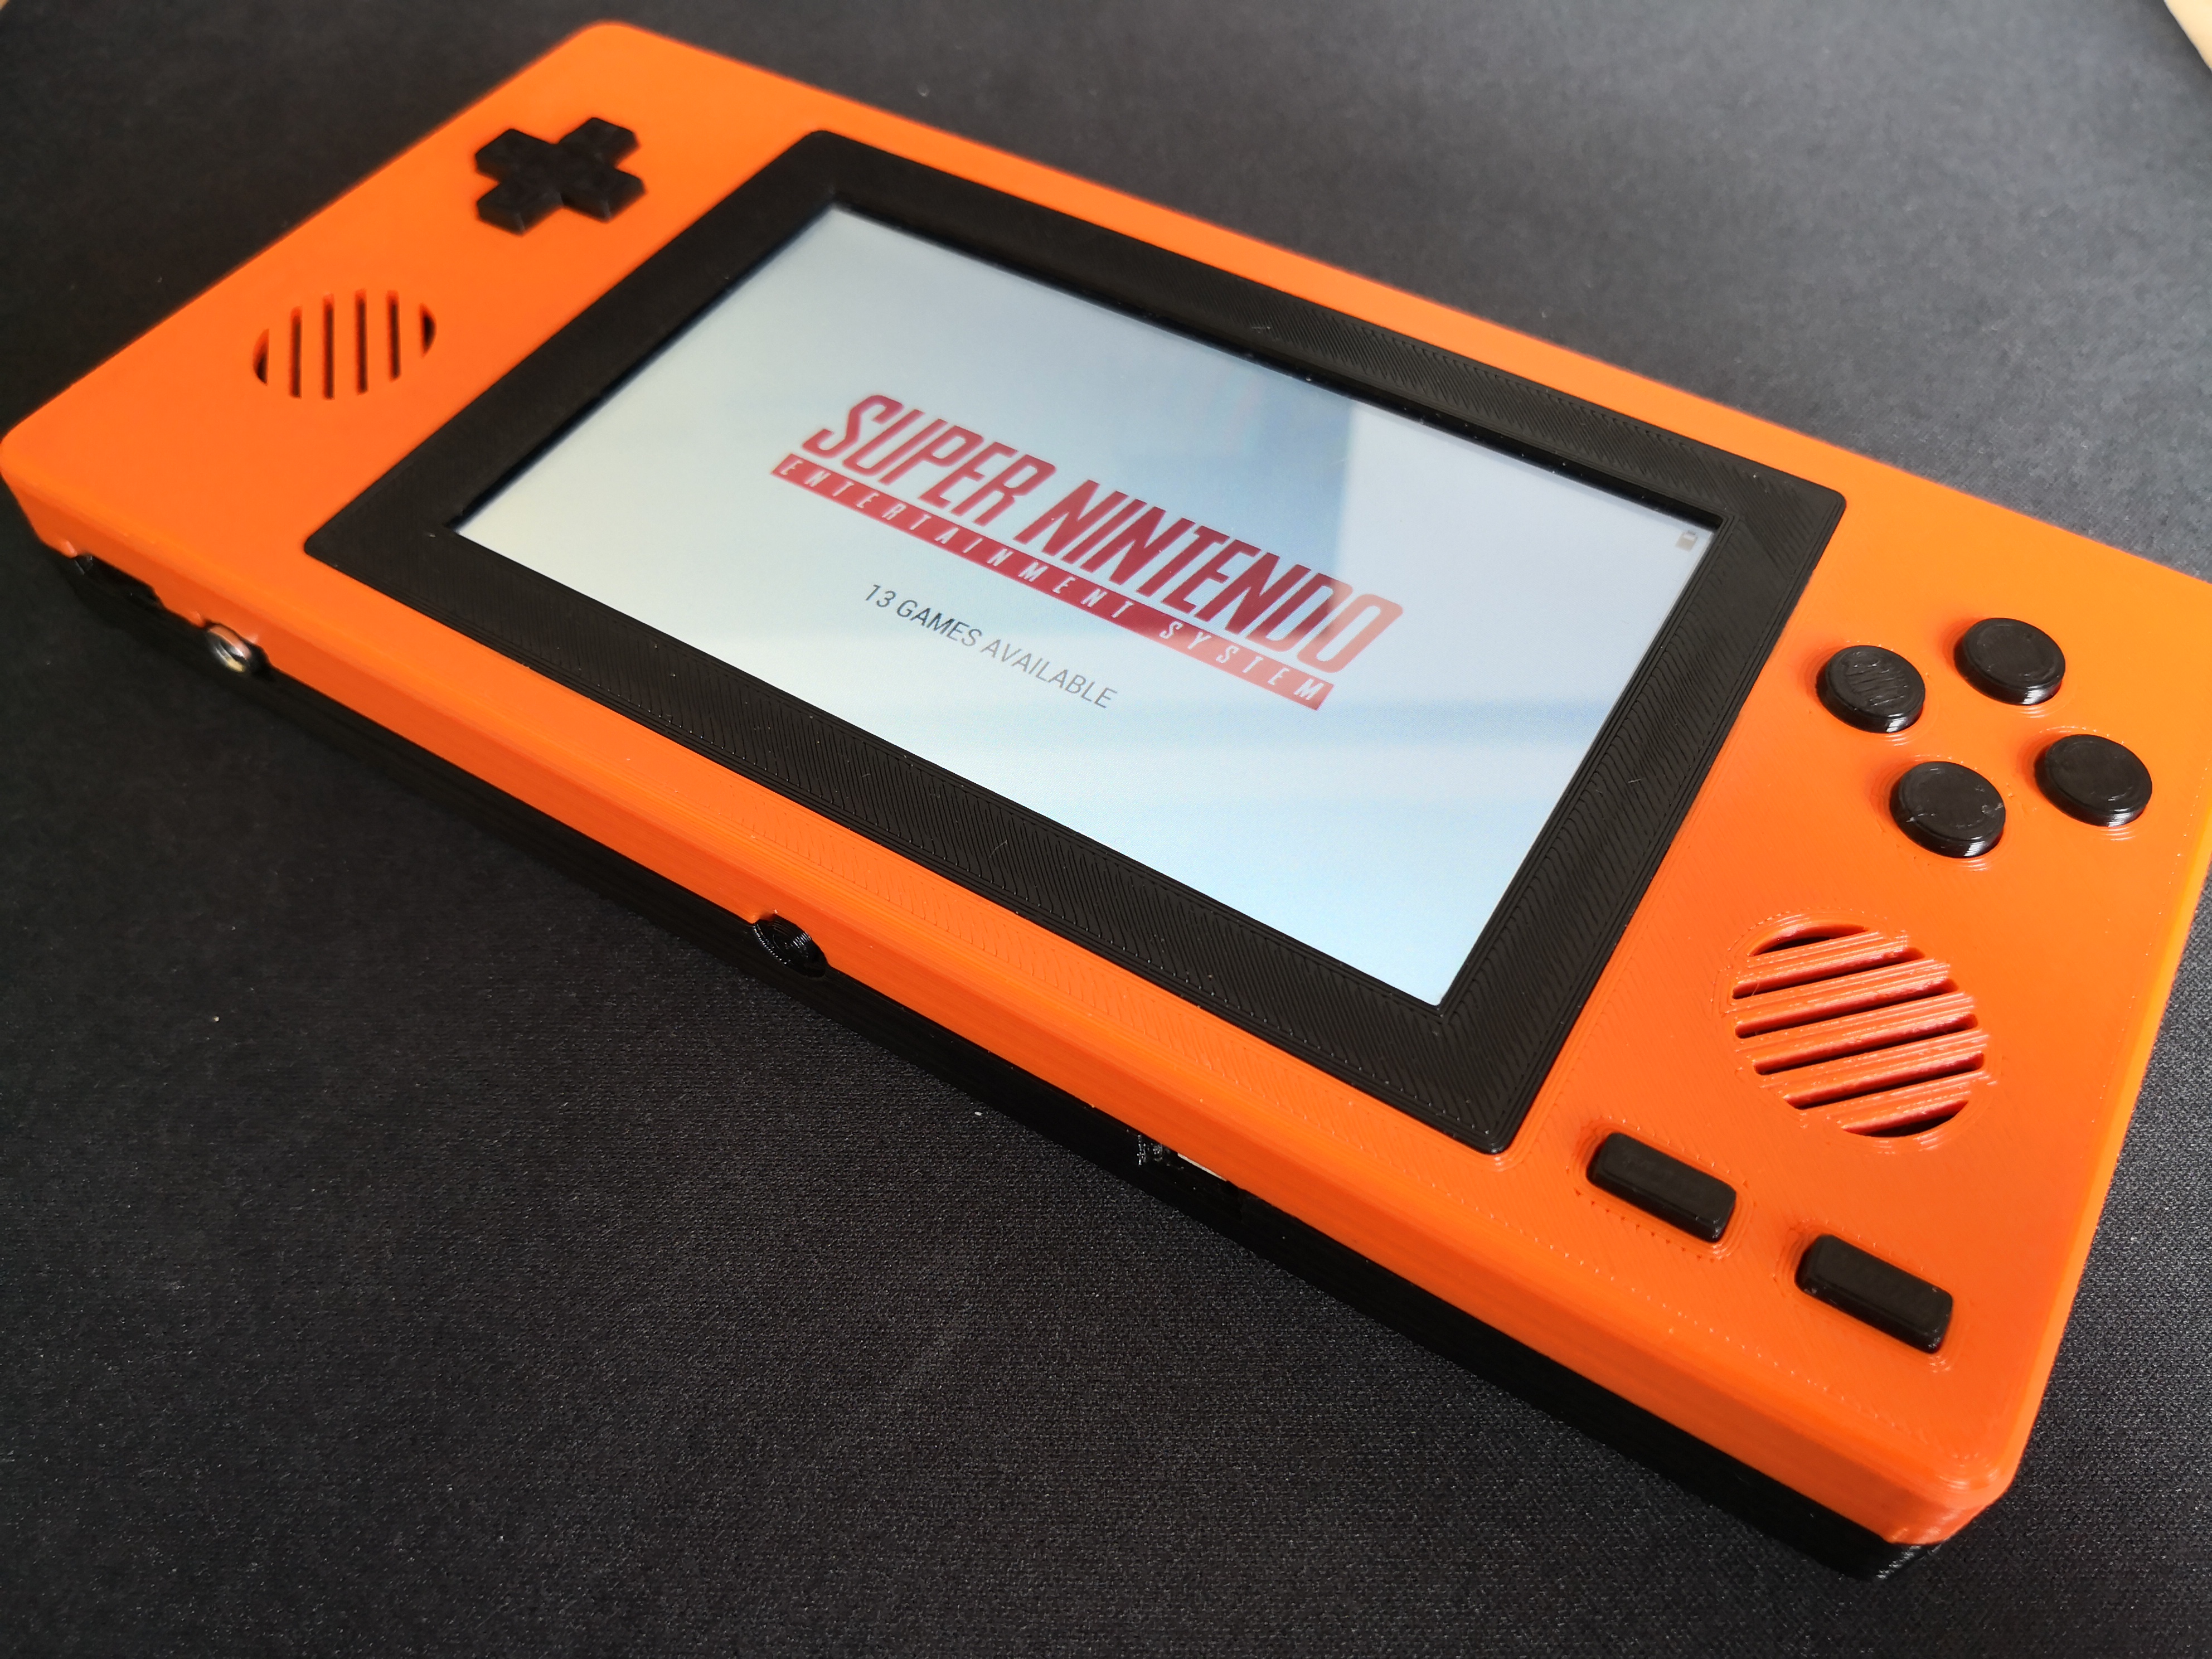 SUPER NINTENDO
ENTERTAINMENT SYSTEM
13 GAMES AVAILABLE